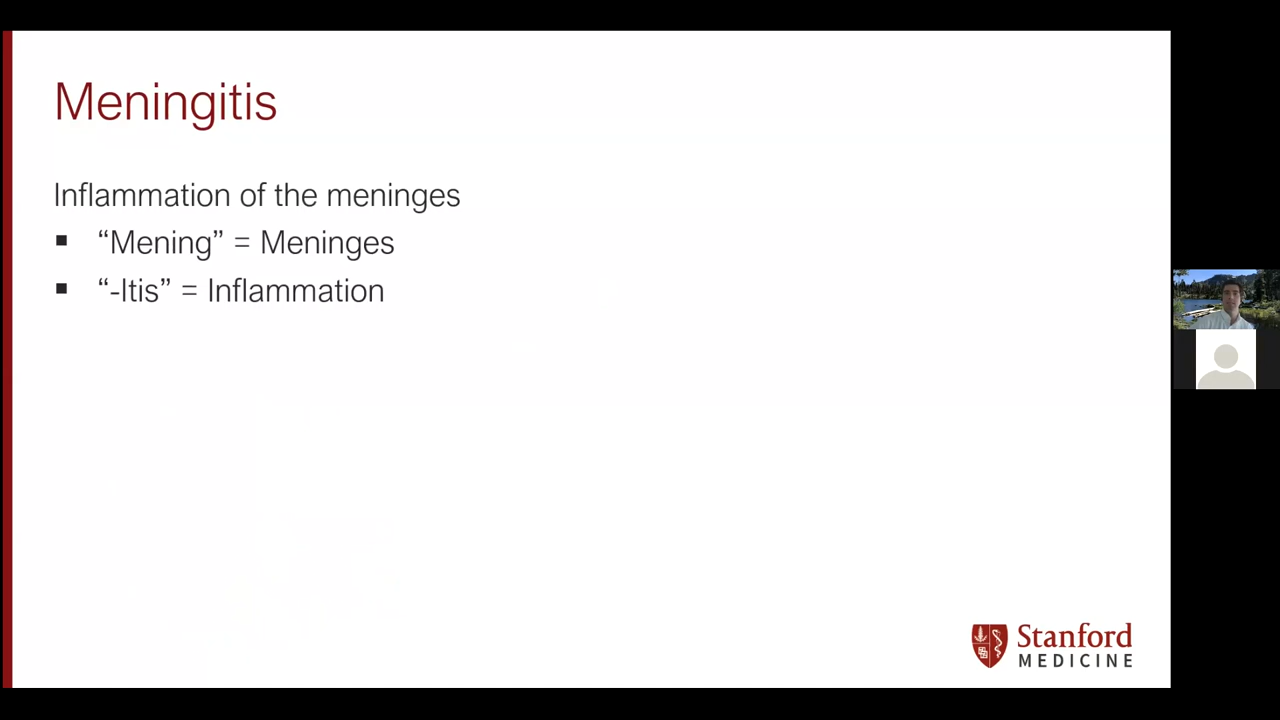 Meningitis
Inflammation of the meninges
▪ “Mening” = Meninges
▪ “-Itis” = Inflammation
Stanford
MEDICINE